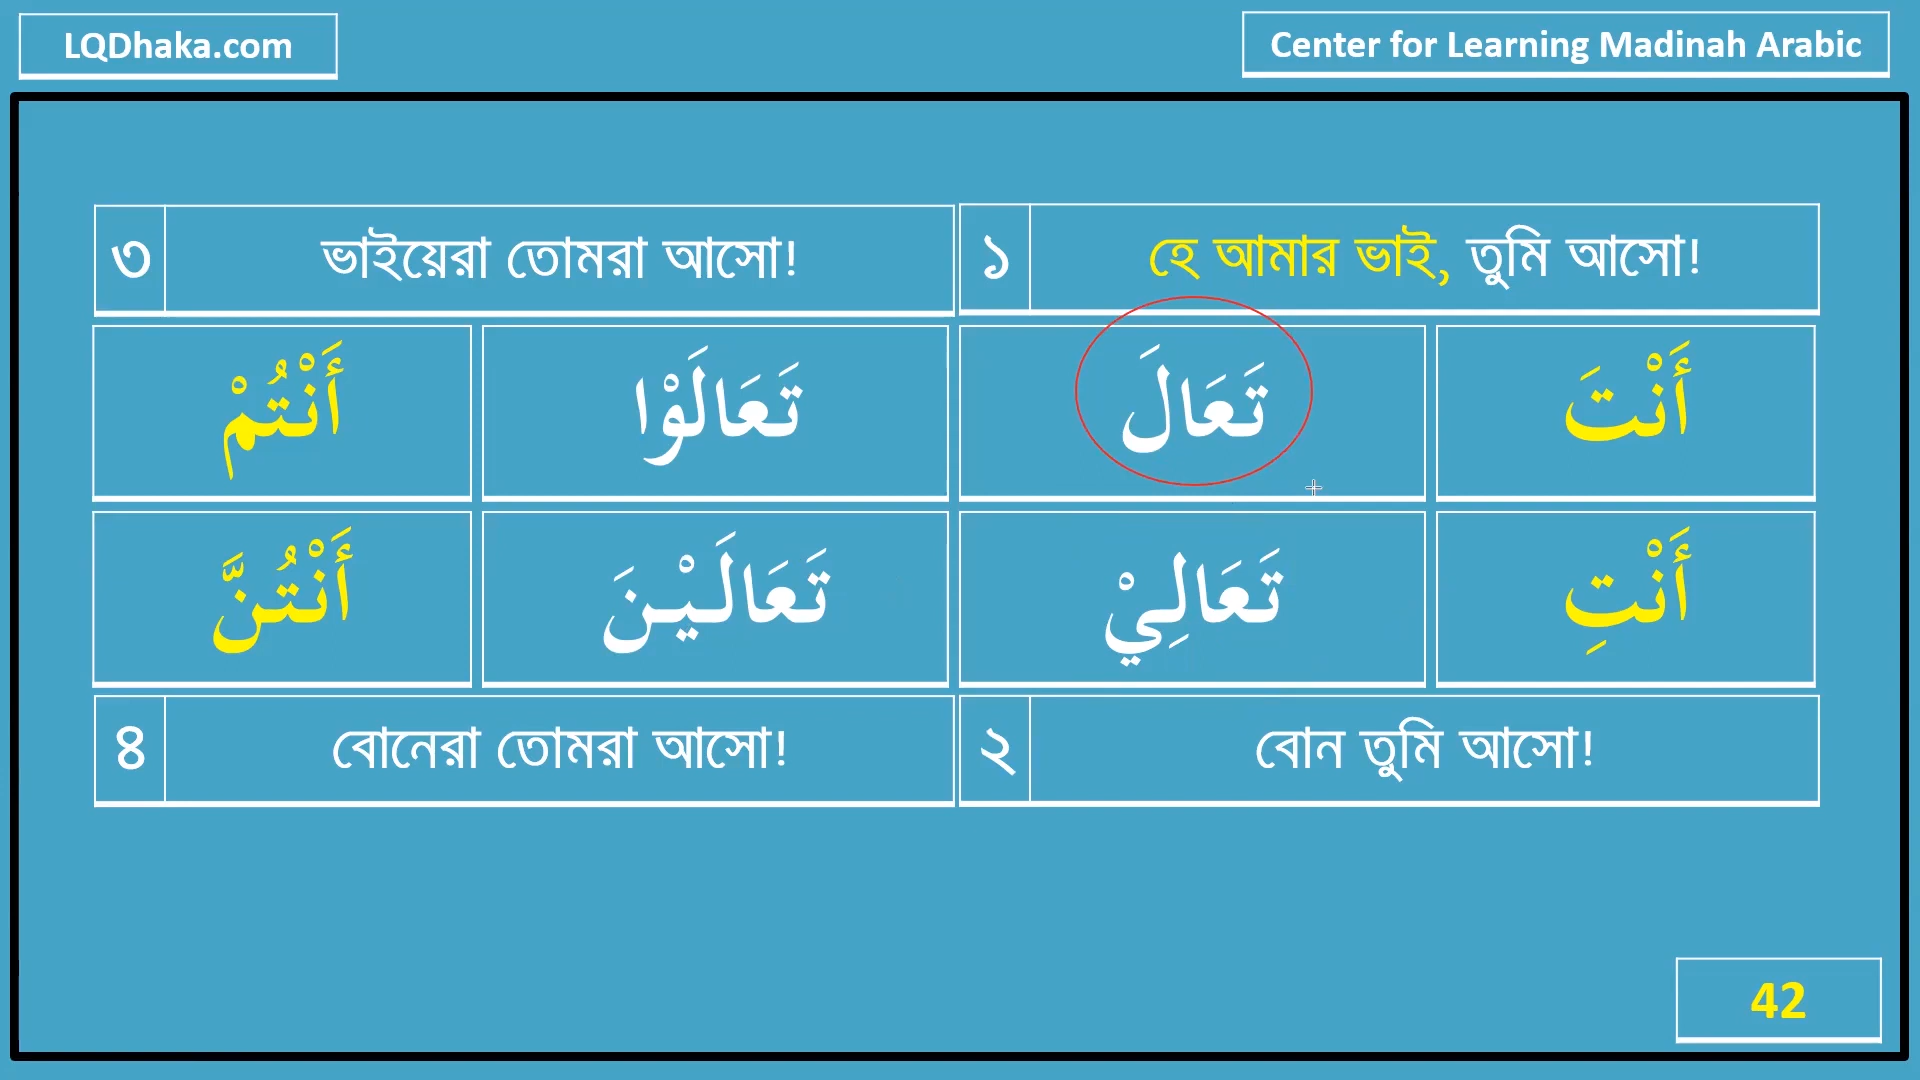 LQDhaka.com
Center for Learning Madinah Arabic
৩ ভাইয়েরা তোমরা আসো!
১ হে আমার ভাই, তুমি আসো!
أَنْتَ تَعَالَ تَعَالَوْا أَنْتُمْ
أَنْتِ تَعَالِيْ تَعَالَيْنَ أَنْتُنَّ
৪ বোনেরা তোমরা আসো!
২ বোন তুমি আসো!
42